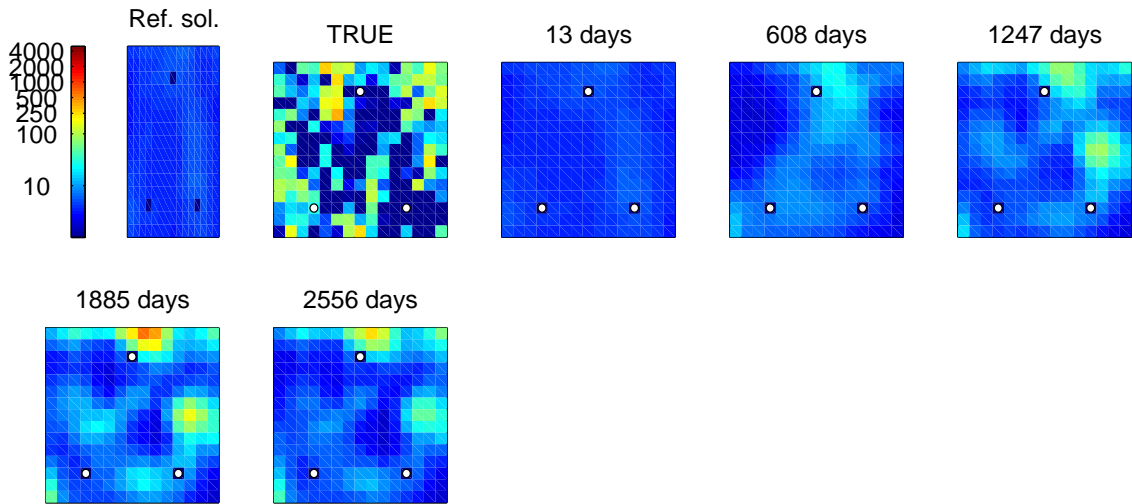 Ref. sol.
TRUE
13 days
608 days
1247 days
4000
2000
1000
500
250
100
10
1885 days
2556 days